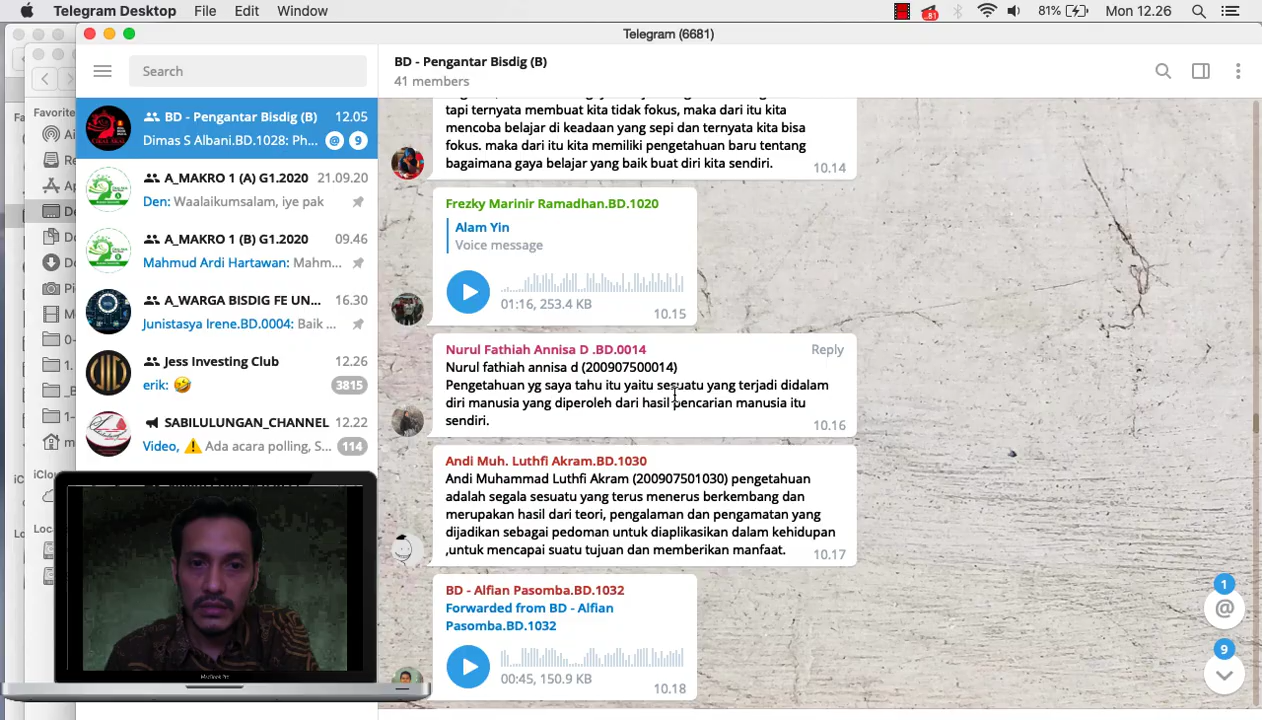 Telegram Desktop File Edit Window
81% Mon 12.26
Telegram (6681)
Search
BD - Pengantar Bisdig (B)
41 members
Favorite
BD - Pengantar Bisdig (B) 12.05
Dimas S Albani.BD.1028: Ph... @ 9
A_MAKRO 1 (A) G1.2020 21.09.20
Den: Waalaikumsalam, iye pak
A_MAKRO 1 (B) G1.2020 09.46
Mahmud Ardi Hartawan: Mahm...
A_WARGA BISDIG FE UN... 16.30
Junistasya Irene.BD.0004: Baik ...
Jess Investing Club 12.26
erik: 🤣 3815
SABILULUNGAN_CHANNEL 12.22
Video, ⚠️ Ada acara polling, S... 114
tapi ternyata membuat kita tidak fokus, maka dari itu kita
mencoba belajar di keadaan yang sepi dan ternyata kita bisa
fokus. maka dari itu kita memiliki pengetahuan baru tentang
bagaimana gaya belajar yang baik buat diri kita sendiri.
10.14
Frezky Marinir Ramadhan.BD.1020
Alam Yin
Voice message
01:16, 253.4 KB
10.15
Nurul Fathiah Annisa D .BD.0014 Reply
Nurul fathiah annisa d (200907500014)
Pengetahuan yg saya tahu itu yaitu sesuatu yang terjadi didalam
diri manusia yang diperoleh dari hasil pencarian manusia itu
sendiri.
10.16
Andi Muh. Luthfi Akram.BD.1030
Andi Muhammad Luthfi Akram (200907501030) pengetahuan
adalah segala sesuatu yang terus menerus berkembang dan
merupakan hasil dari teori, pengalaman dan pengamatan yang
dijadikan sebagai pedoman untuk diaplikasikan dalam kehidupan
,untuk mencapai suatu tujuan dan memberikan manfaat.
10.17
BD - Alfian Pasomba.BD.1032
Forwarded from BD - Alfian
Pasomba.BD.1032
00:45, 150.9 KB
10.18
1
@
9
MacBook Pro